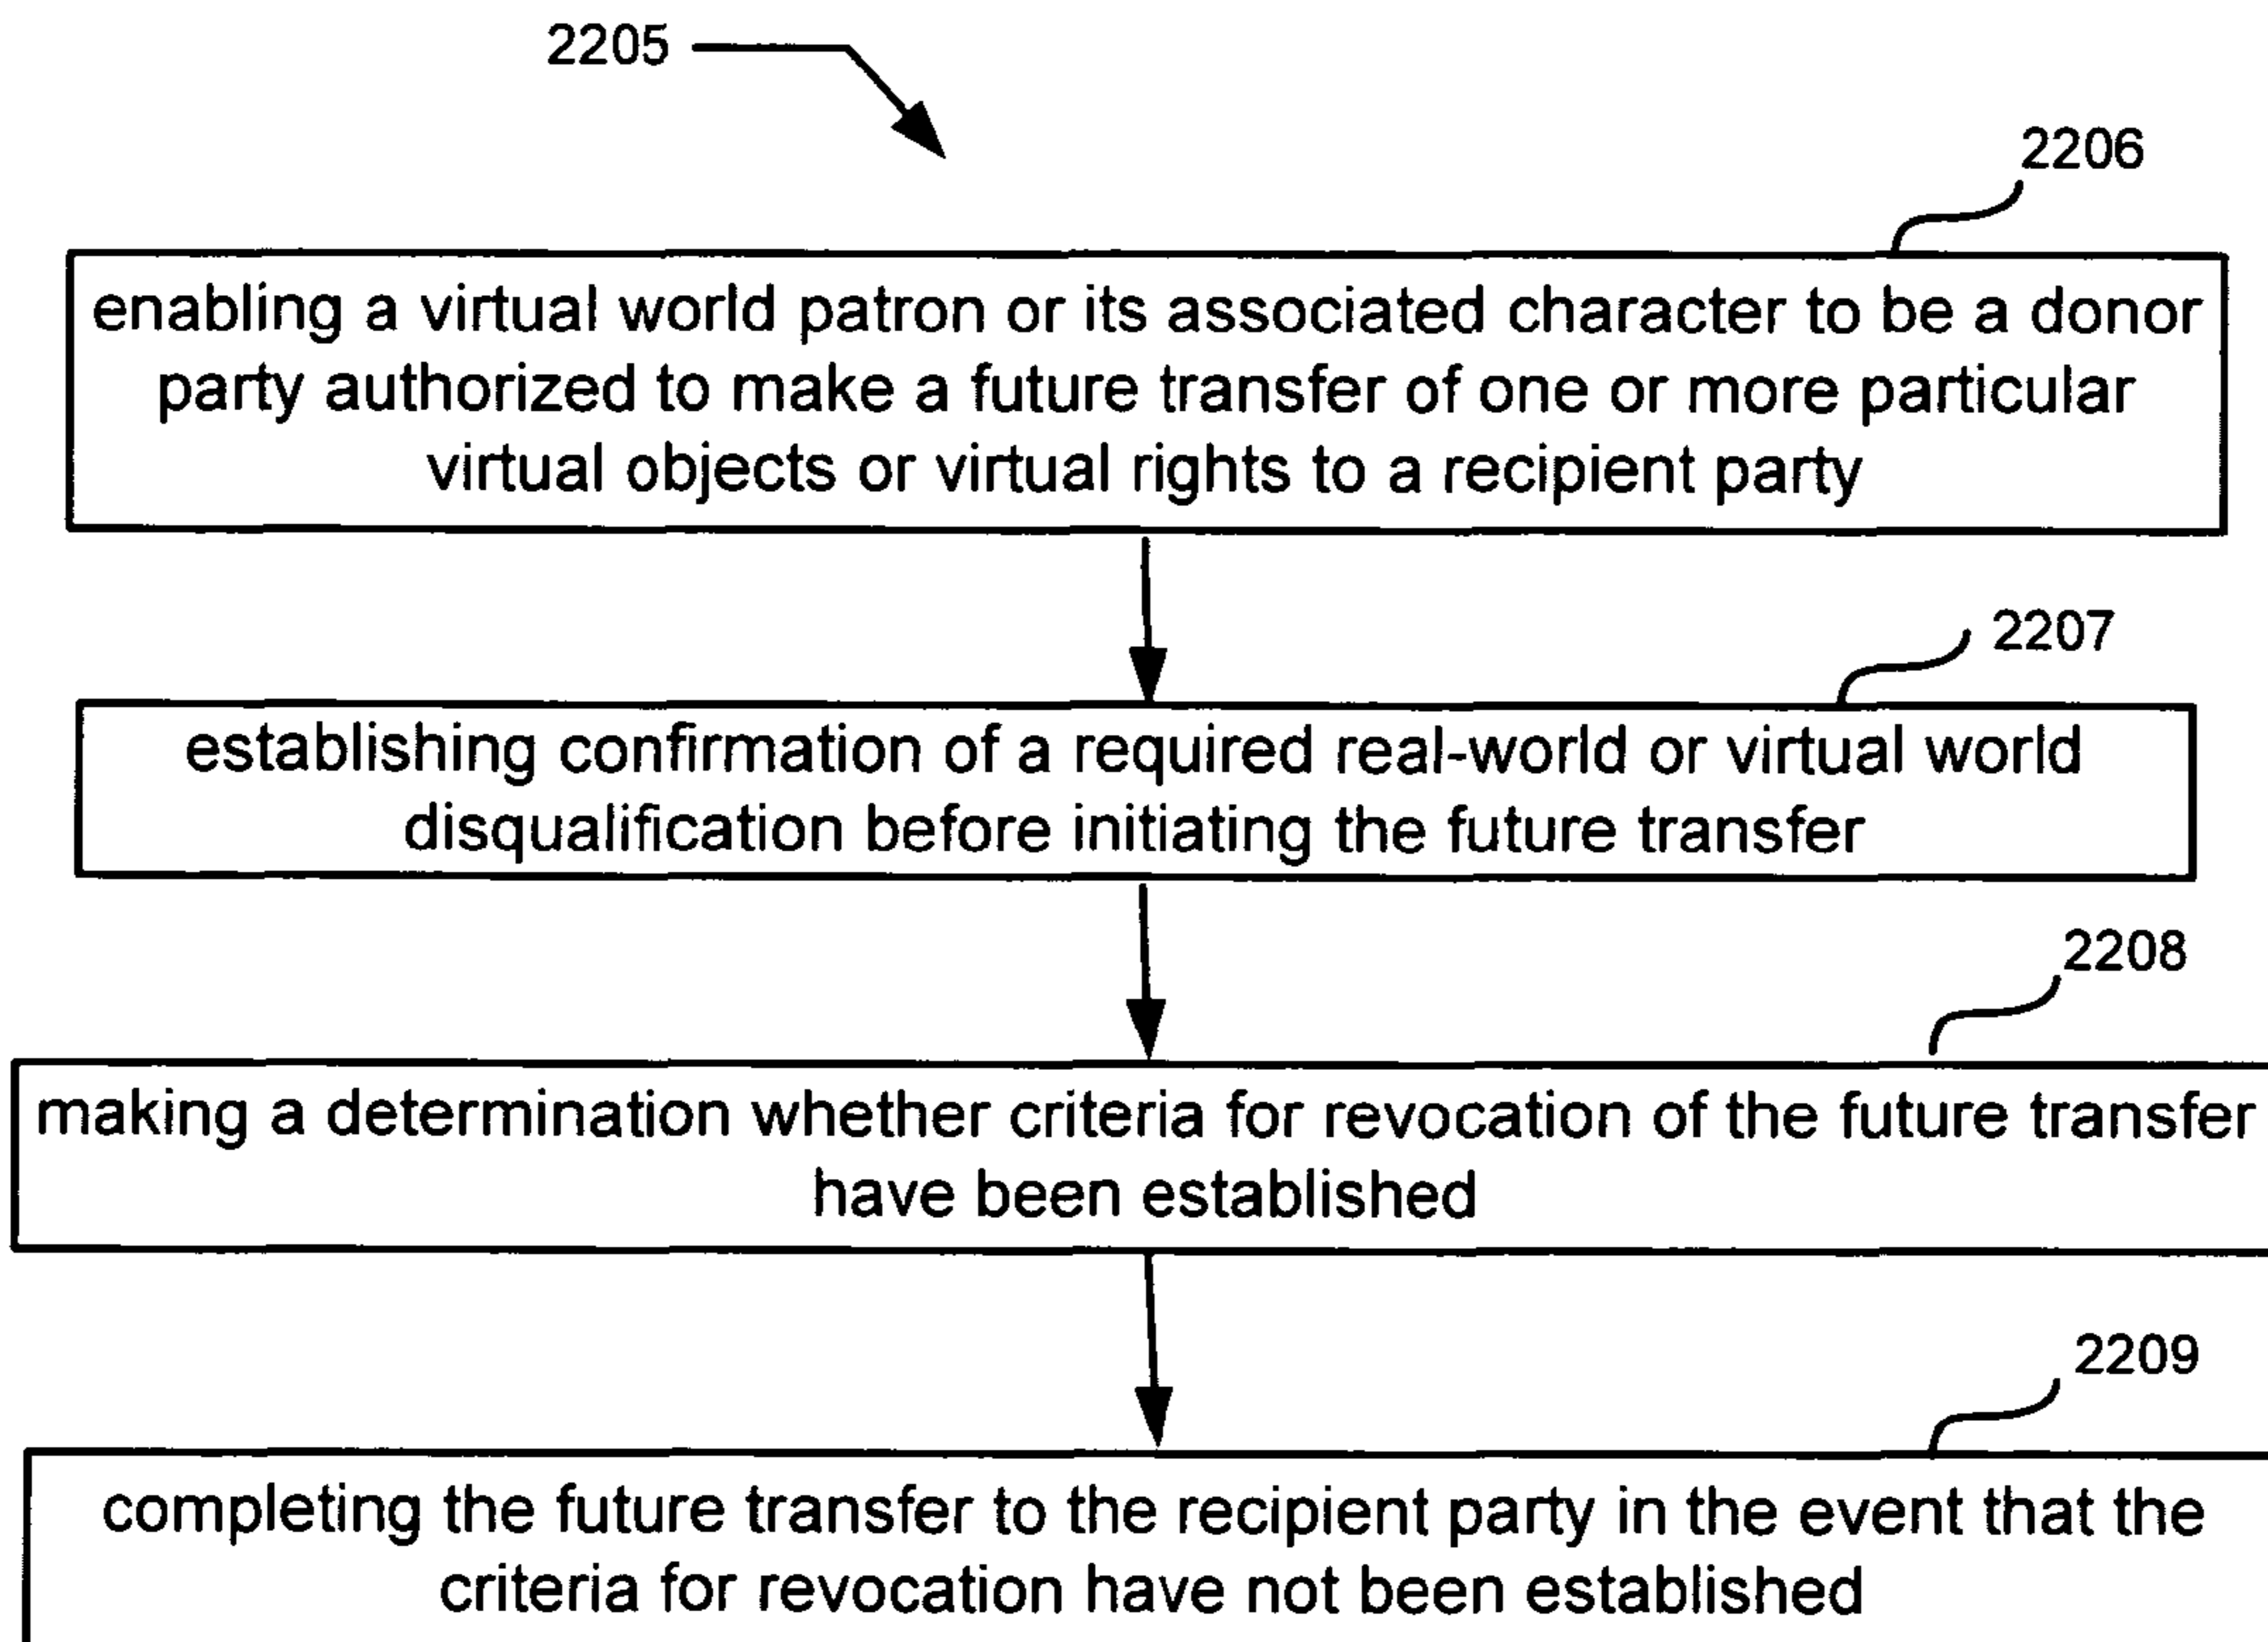 2205
2206
enabling a virtual world patron or its associated character to be a donor
party authorized to make a future transfer of one or more particular
virtual objects or virtual rights to a recipient party
2207
establishing confirmation of a required real-world or virtual world
disqualification before initiating the future transfer
2208
making a determination whether criteria for revocation of the future transfer
have been established
2209
completing the future transfer to the recipient party in the event that the
criteria for revocation have not been established